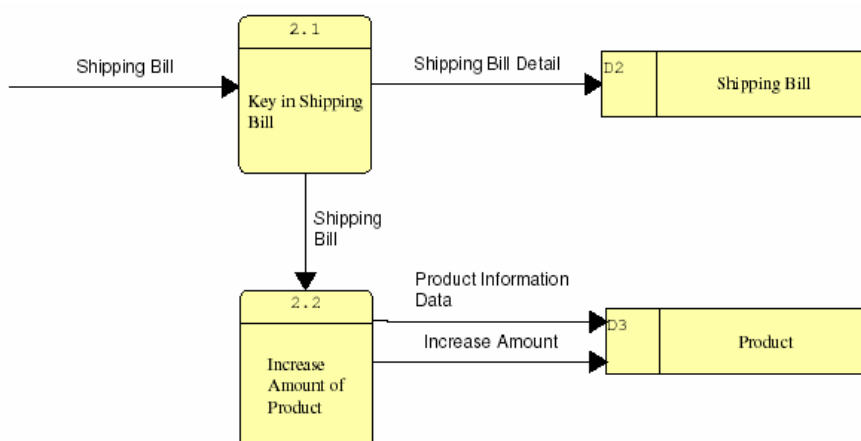 2.1
Shipping Bill
Key in Shipping
Bill
Shipping Bill Detail
D2
Shipping Bill
Shipping
Bill
2.2
Increase
Amount of
Product
Product Information
Data
Increase Amount
D3
Product